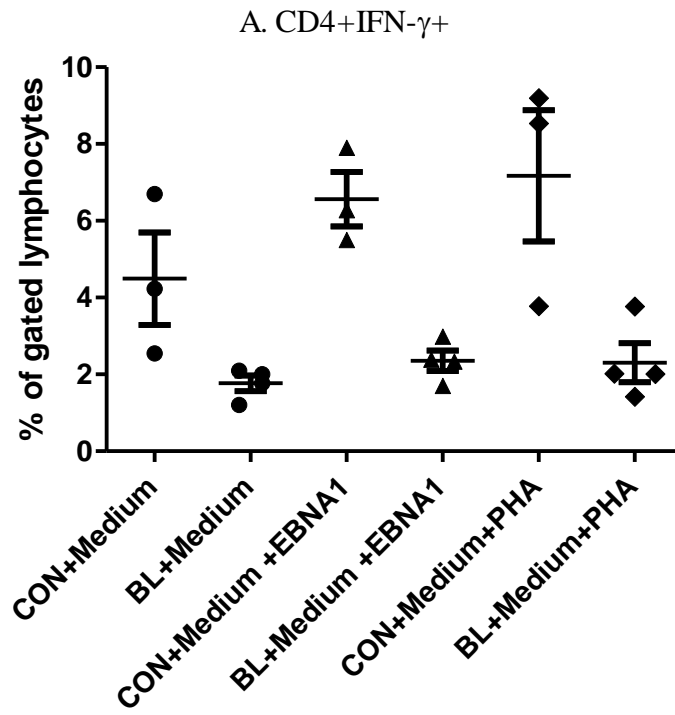 A. CD4+IFN-γ+
% of gated lymphocytes
10
8
6
4
2
0
CON+Medium
BL+Medium
CON+Medium +EBNA1
BL+Medium +EBNA1
CON+Medium+PHA
BL+Medium+PHA